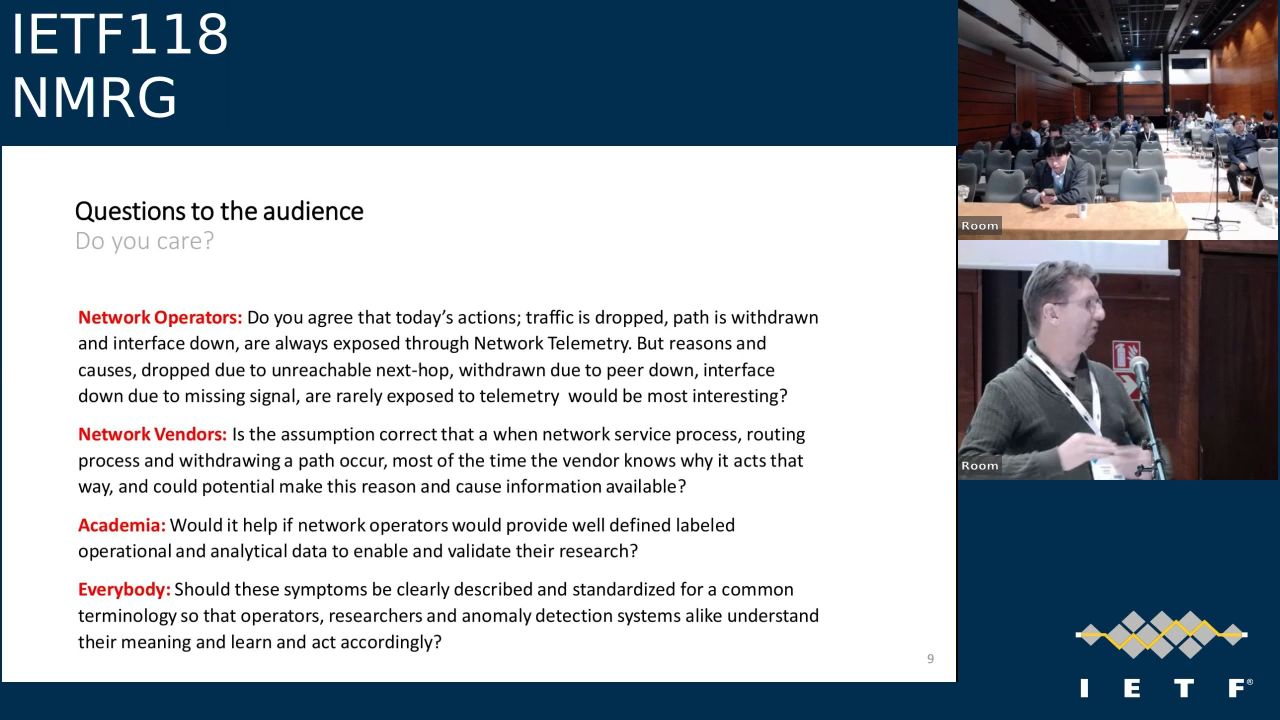 IETF118
NMRG
Questions to the audience
Do you care?
Network Operators: Do you agree that today’s actions; traffic is dropped, path is withdrawn
and interface down, are always exposed through Network Telemetry. But reasons and
causes, dropped due to unreachable next-hop, withdrawn due to peer down, interface
down due to missing signal, are rarely exposed to telemetry  would be most interesting?
Network Vendors: Is the assumption correct that a when network service process, routing
process and withdrawing a path occur, most of the time the vendor knows why it acts that
way, and could potential make this reason and cause information available?
Academia: Would it help if network operators would provide well defined labeled
operational and analytical data to enable and validate their research?
Everybody: Should these symptoms be clearly described and standardized for a common
terminology so that operators, researchers and anomaly detection systems alike understand
their meaning and learn and act accordingly?
9
Room
Room
I E T F®